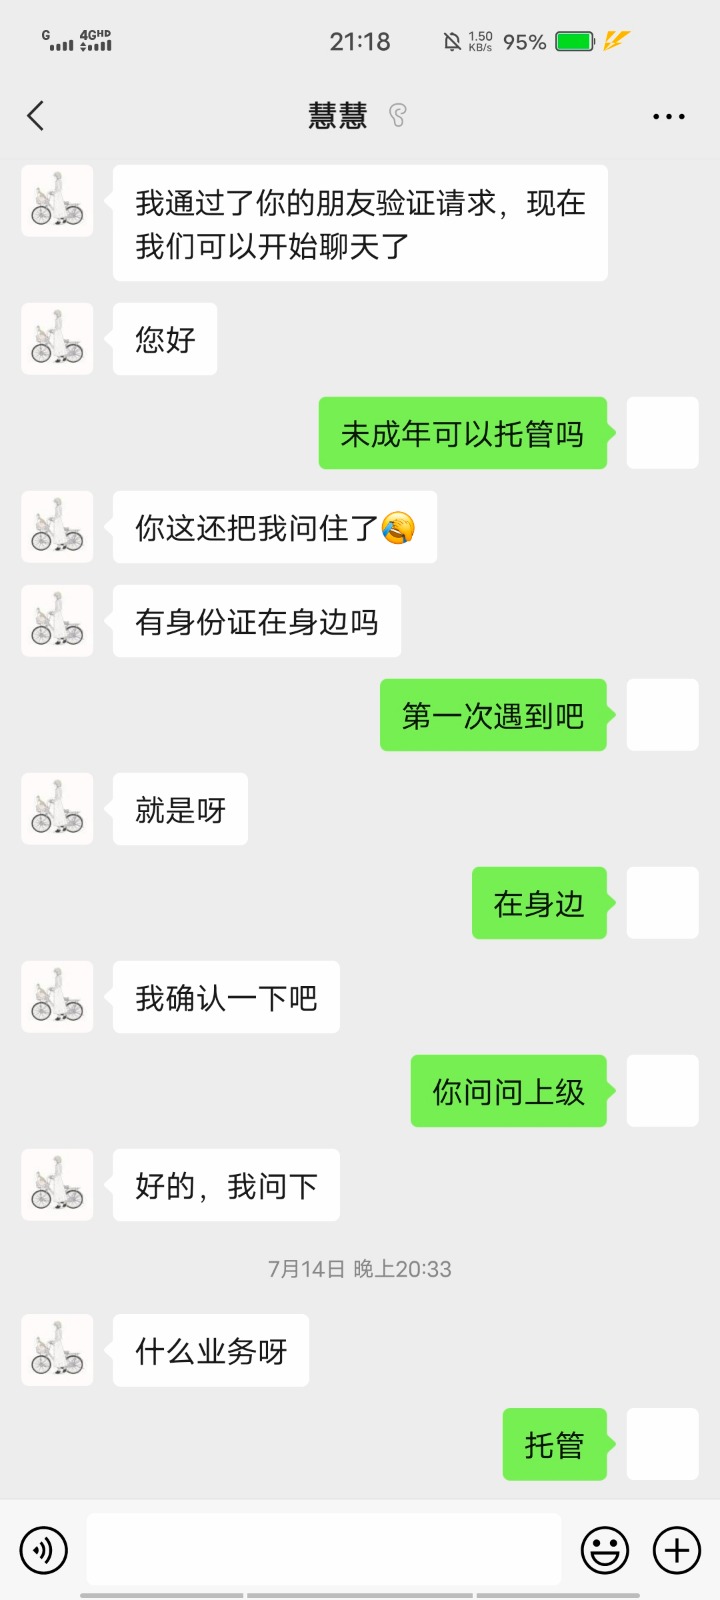 G 4GHD 21:18 1.50 KB/s 95%
慧慧
我通过了你的朋友验证请求，现在
我们可以开始聊天了
您好
未成年可以托管吗
你这还把我问住了🤣
有身份证在身边吗
第一次遇到吧
就是呀
在身边
我确认一下吧
你问问上级
好的，我问下
7月14日 晚上20:33
什么业务呀
托管